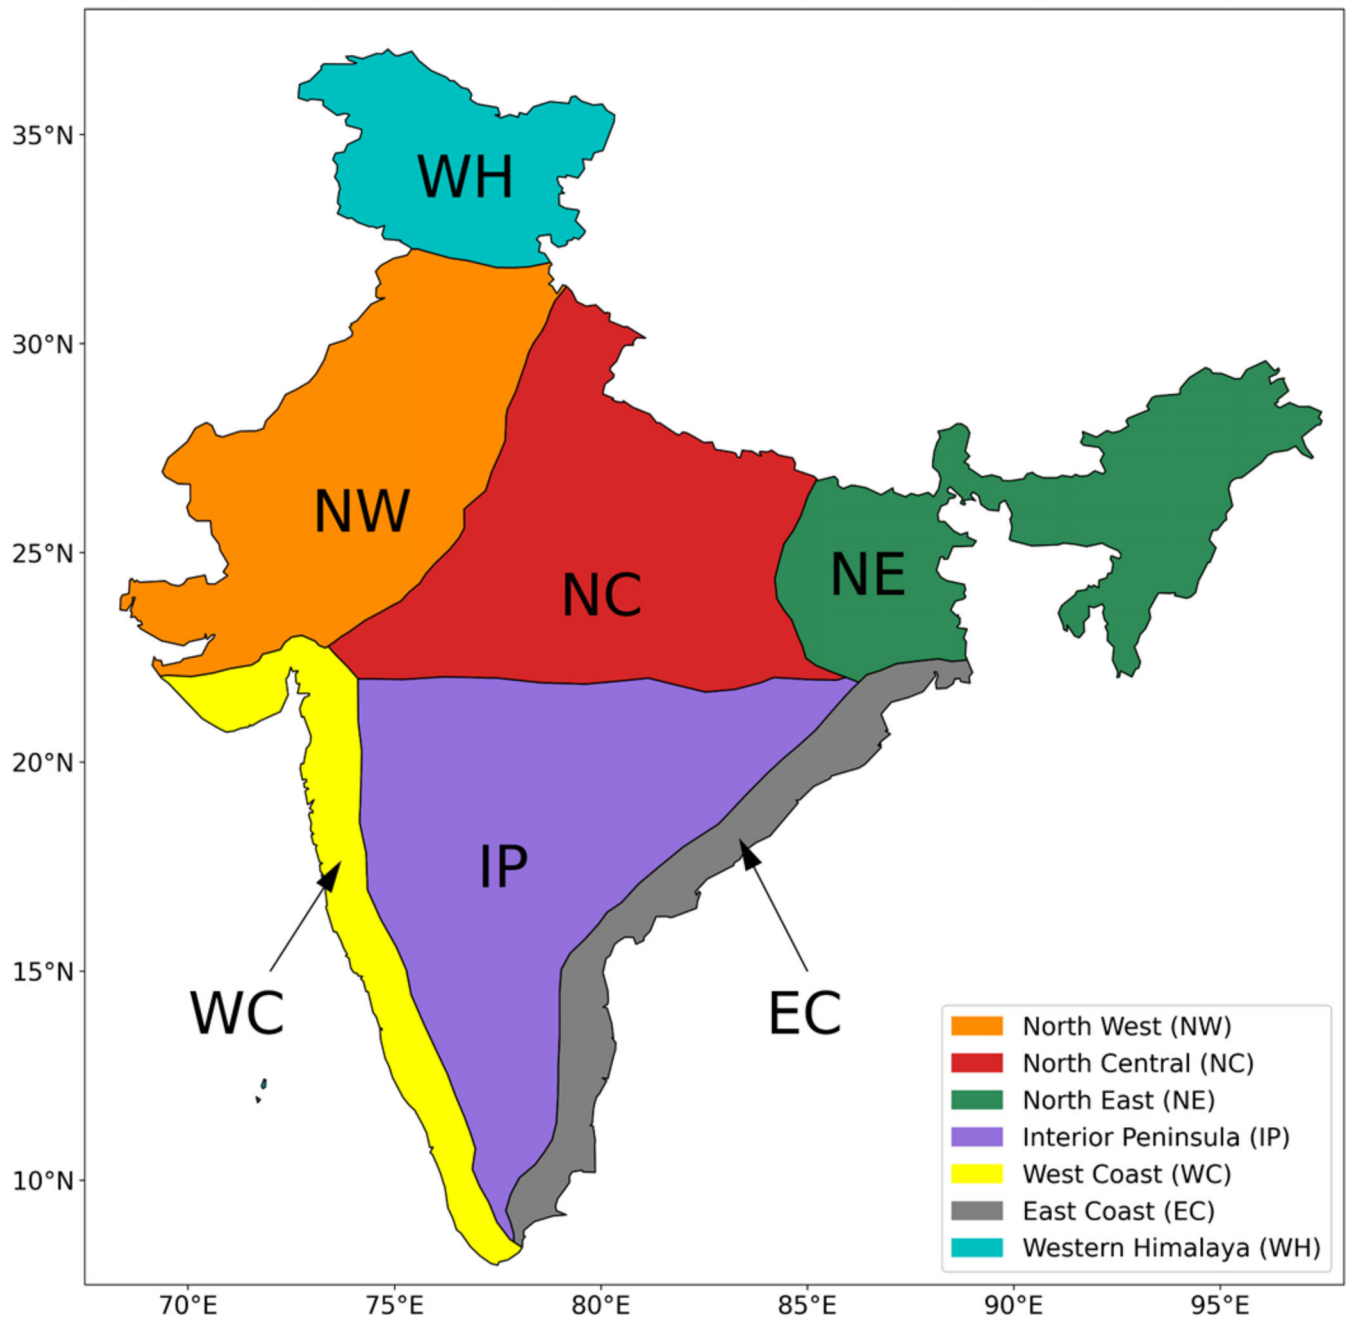 35°N
30°N
25°N
20°N
15°N
10°N
70°E
75°E
80°E
85°E
90°E
95°E
WH
NW
NC
NE
IP
WC
EC
North West (NW)
North Central (NC)
North East (NE)
Interior Peninsula (IP)
West Coast (WC)
East Coast (EC)
Western Himalaya (WH)